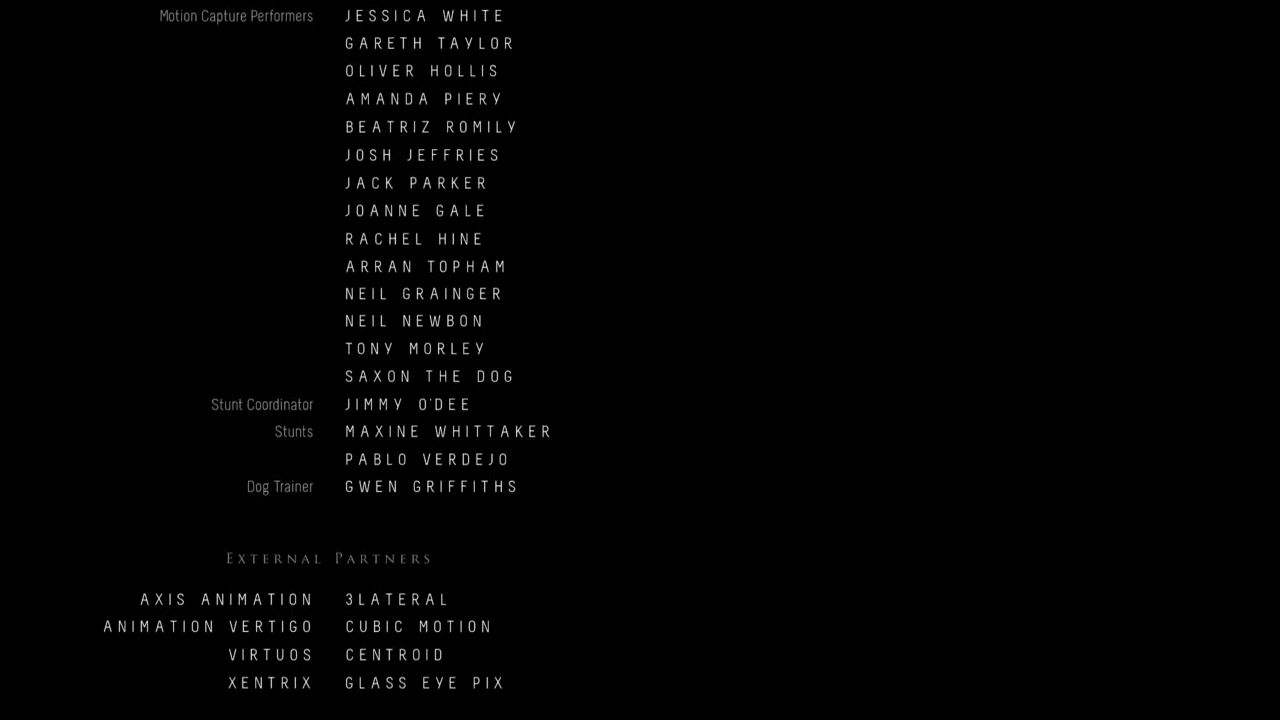 Motion Capture Performers JESSICA WHITE
GARETH TAYLOR
OLIVER HOLLIS
AMANDA PIERY
BEATRIZ ROMILY
JOSH JEFFRIES
JACK PARKER
JOANNE GALE
RACHEL HINE
ARRAN TOPHAM
NEIL GRAINGER
NEIL NEWBON
TONY MORLEY
SAXON THE DOG
Stunt Coordinator JIMMY O'DEE
Stunts MAXINE WHITTAKER
PABLO VERDEJO
Dog Trainer GWEN GRIFFITHS
EXTERNAL PARTNERS
AXIS ANIMATION 3LATERAL
ANIMATION VERTIGO CUBIC MOTION
VIRTUOS CENTROID
XENTRIX GLASS EYE PIX